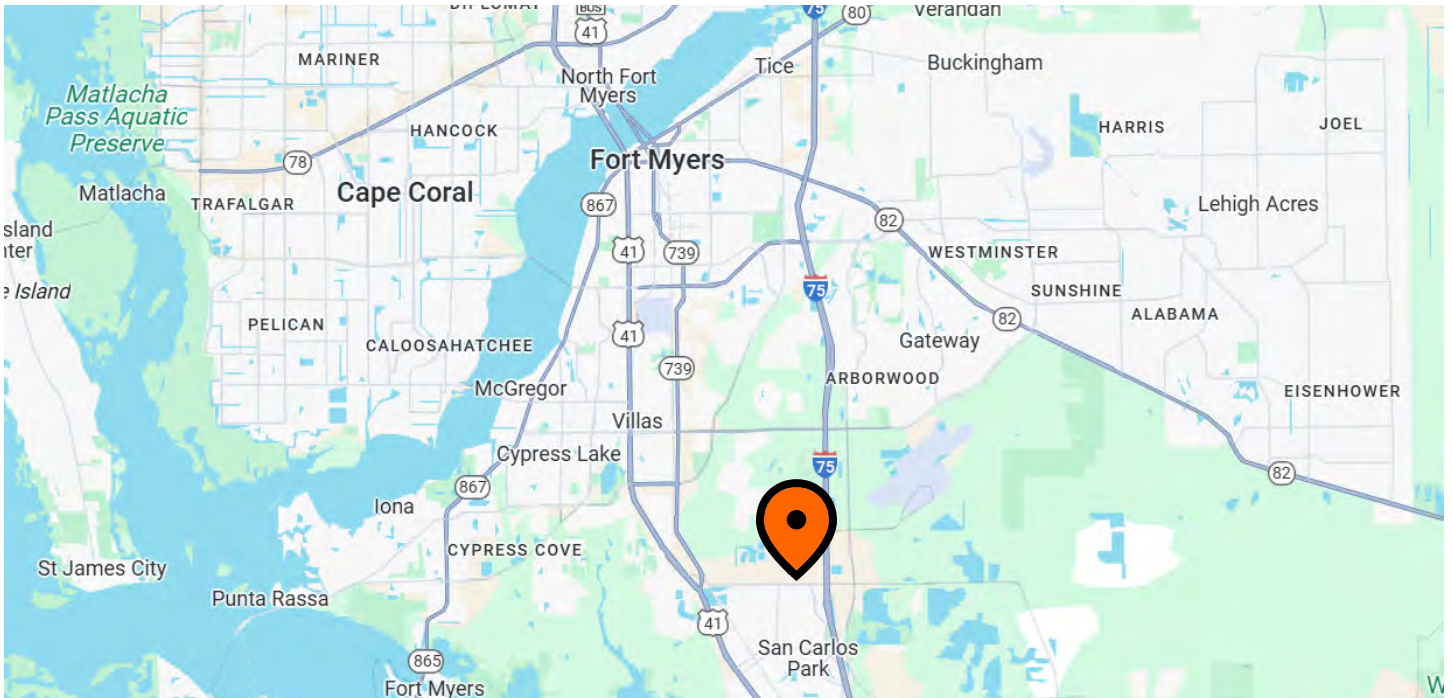 DIPLOMAT
BUS
41
75
80
Verandah
MARINER
North Fort
Myers
Tice
Buckingham
Matlacha
Pass Aquatic
Preserve
HANCOCK
HARRIS
JOEL
78
Fort Myers
Matlacha
TRAFALGAR
Cape Coral
867
82
Lehigh Acres
sland
nter
41
739
WESTMINSTER
e Island
75
SUNSHINE
PELICAN
CALOOSAHATCHEE
41
82
ALABAMA
Gateway
739
ARBORWOOD
McGregor
EISENHOWER
Villas
Cypress Lake
75
82
867
Iona
CYPRESS COVE
St James City
Punta Rassa
41
San Carlos
Park
865
Fort Myers
W